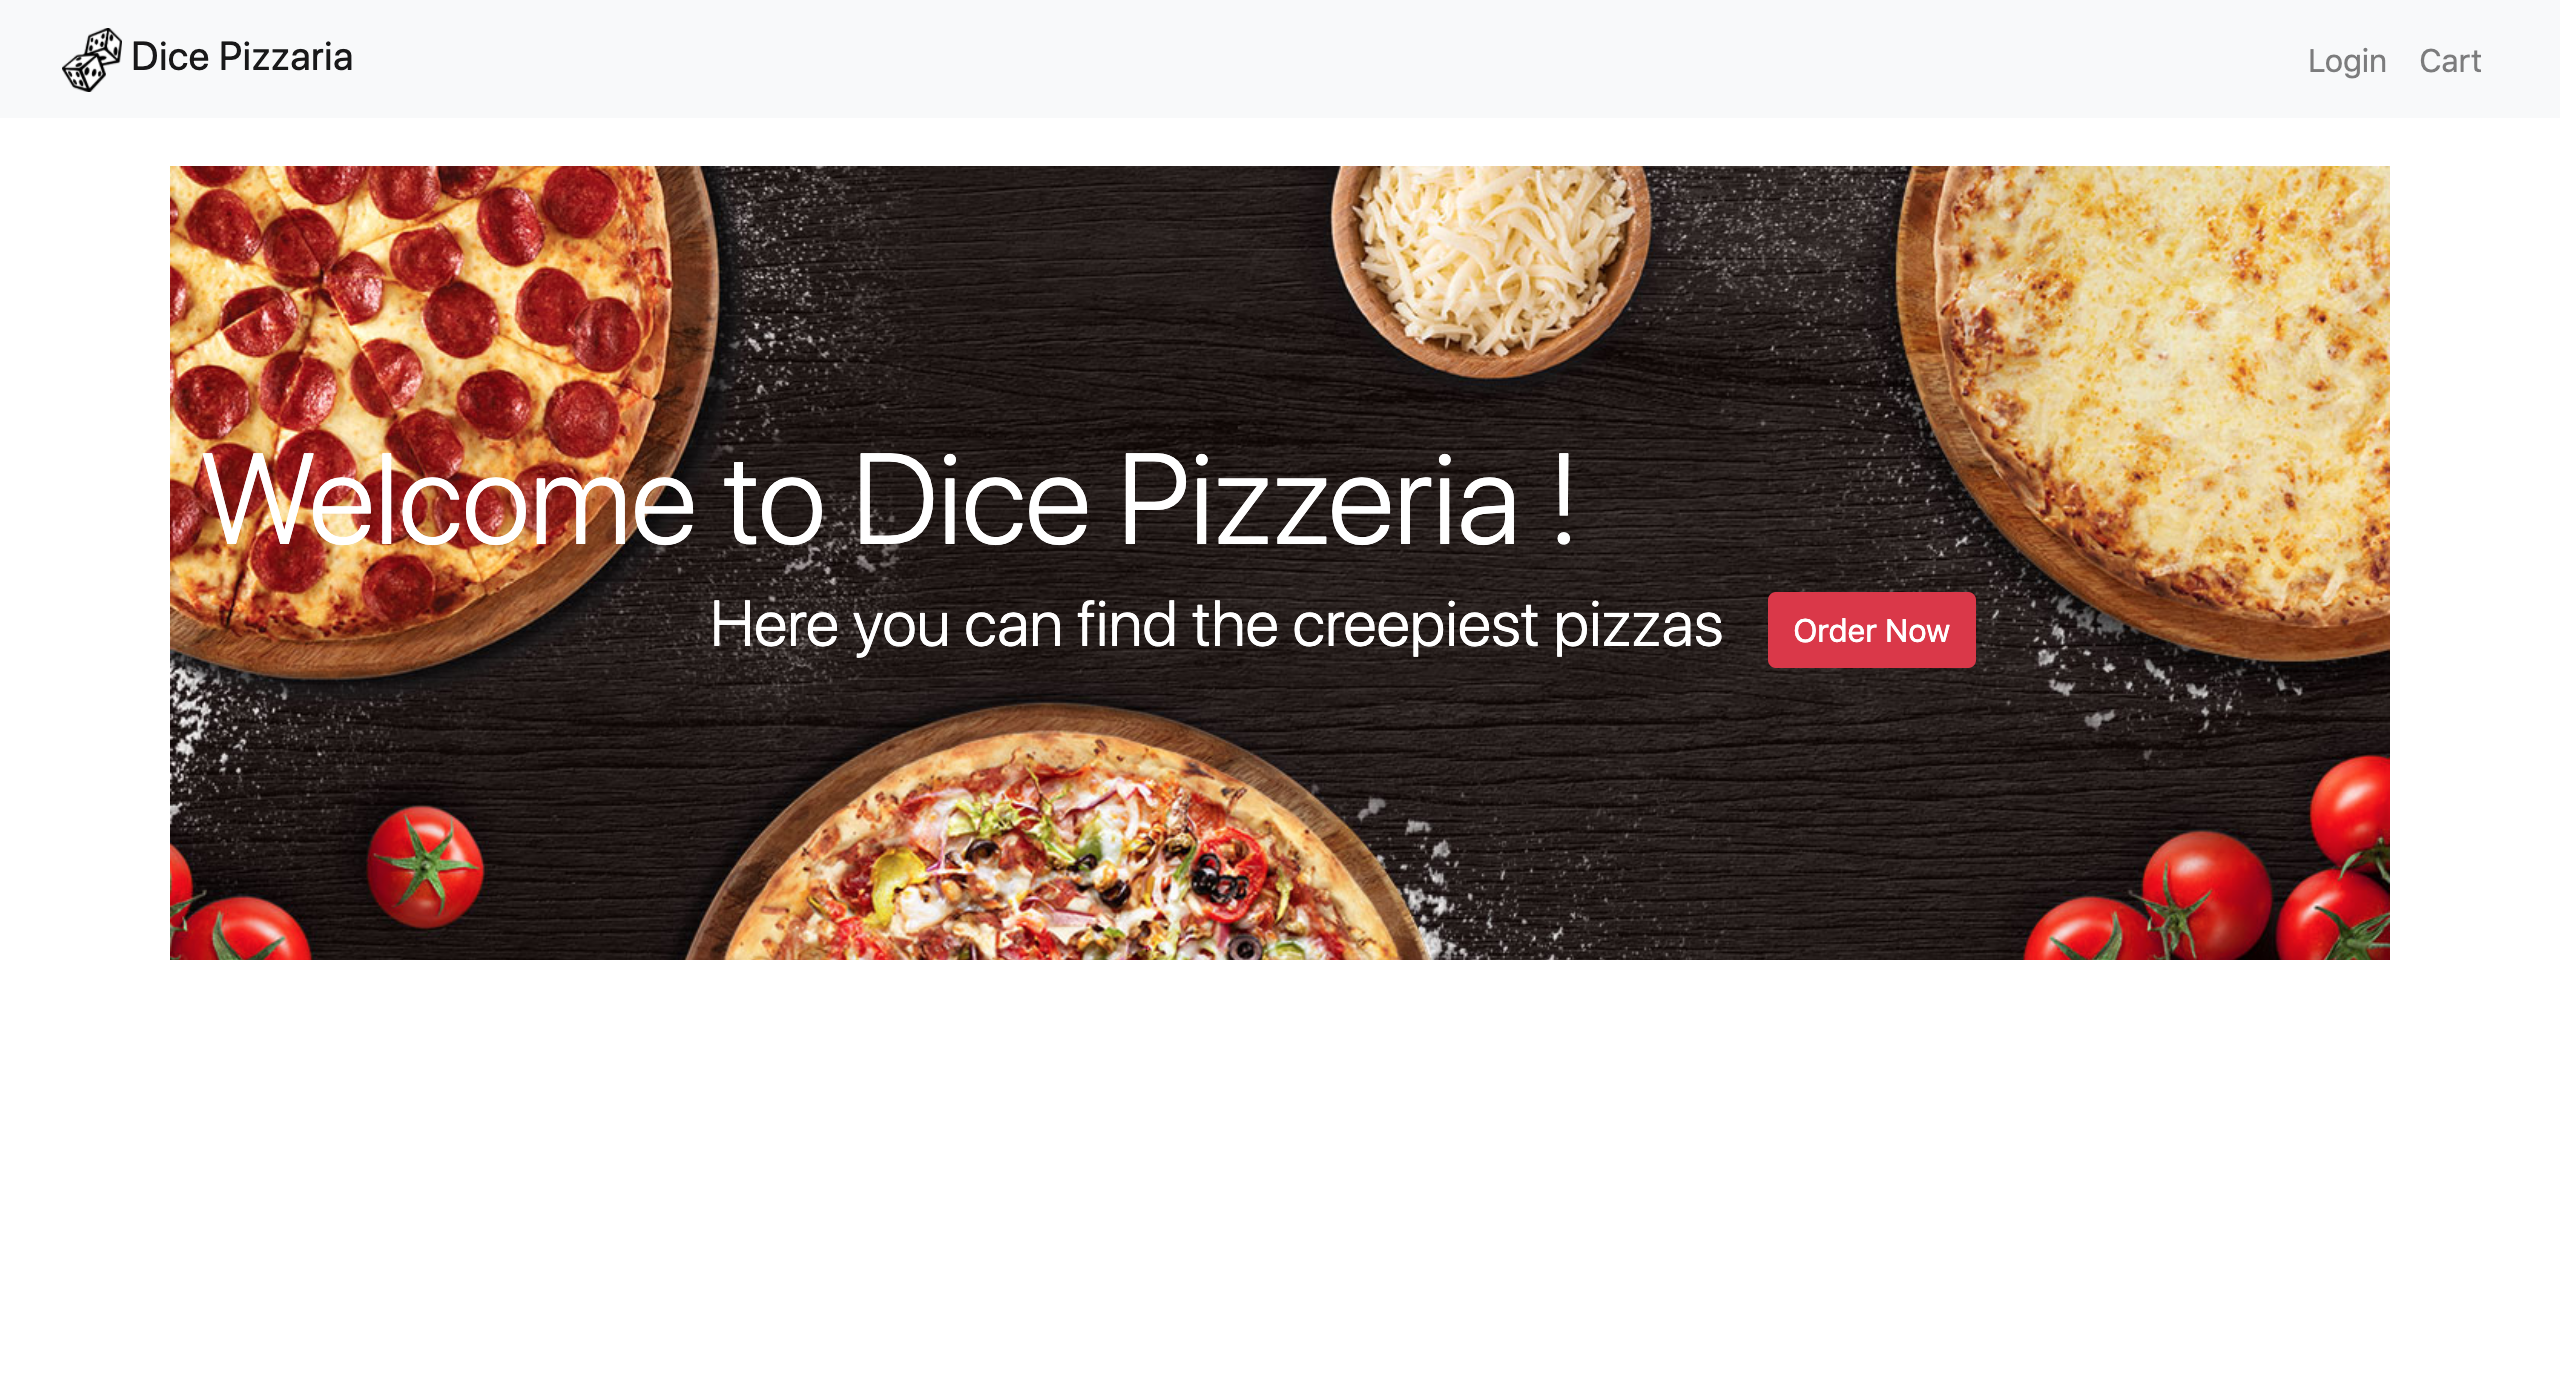 Dice Pizzaria
Login Cart
Welcome to Dice Pizzeria !
Here you can find the creepiest pizzas
Order Now